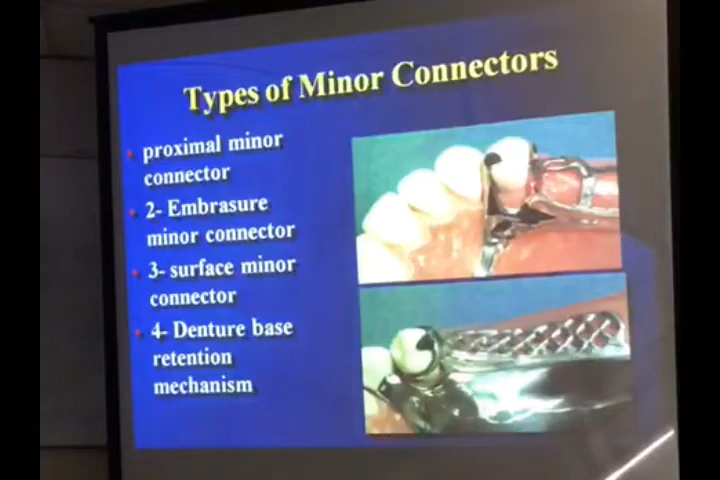 Types of Minor Connectors
proximal minor
connector
2- Embrasure
minor connector
3- surface minor
connector
4- Denture base
retention
mechanism